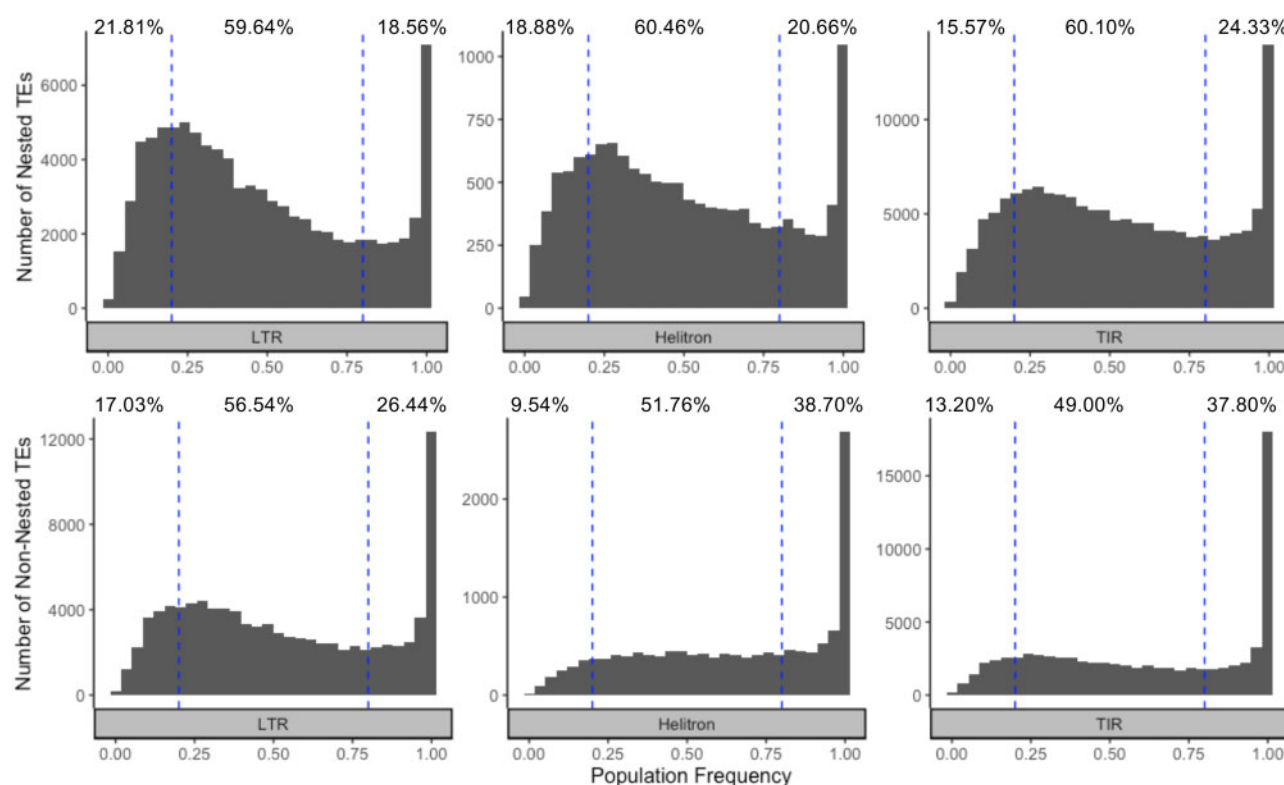 21.81% 59.64% 18.56% 18.88% 60.46% 20.66% 15.57% 60.10% 24.33%
Number of Nested TEs
6000
4000
2000
0
LTR
0.00 0.25 0.50 0.75 1.00
1000
750
500
250
0
Helitron
0.00 0.25 0.50 0.75 1.00
10000
5000
0
TIR
0.00 0.25 0.50 0.75 1.00
17.03% 56.54% 26.44% 9.54% 51.76% 38.70% 13.20% 49.00% 37.80%
Number of Non-Nested TEs
12000
8000
4000
0
LTR
0.00 0.25 0.50 0.75 1.00
2000
1000
0
Helitron
0.00 0.25 0.50 0.75 1.00
15000
10000
5000
0
TIR
0.00 0.25 0.50 0.75 1.00
Population Frequency